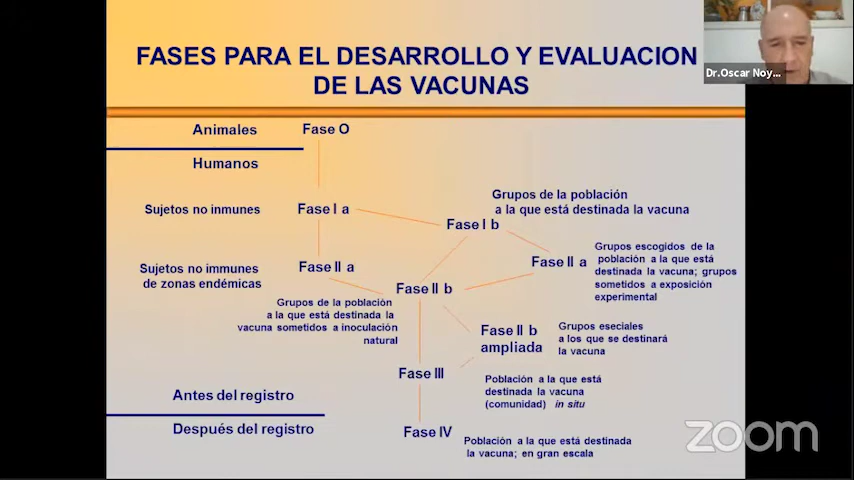 FASES PARA EL DESARROLLO Y EVALUACION
DE LAS VACUNAS
Dr.Oscar Noy...
Animales
Fase O
Humanos
Sujetos no inmunes
Fase I a
Grupos de la población
a la que está destinada la vacuna
Fase I b
Sujetos no immunes
de zonas endémicas
Fase II a
Fase II a
Grupos escogidos de la
población a la que está
destinada la vacuna; grupos
sometidos a exposición
experimental
Fase II b
Grupos de la población
a la que está destinada la
vacuna sometidos a inoculación
natural
Fase II b
ampliada
Grupos eseciales
a los que se destinará
la vacuna
Fase III
Población a la que está
destinada la vacuna
(comunidad) in situ
Antes del registro
Después del registro
Fase IV
Población a la que está destinada
la vacuna; en gran escala
zoom